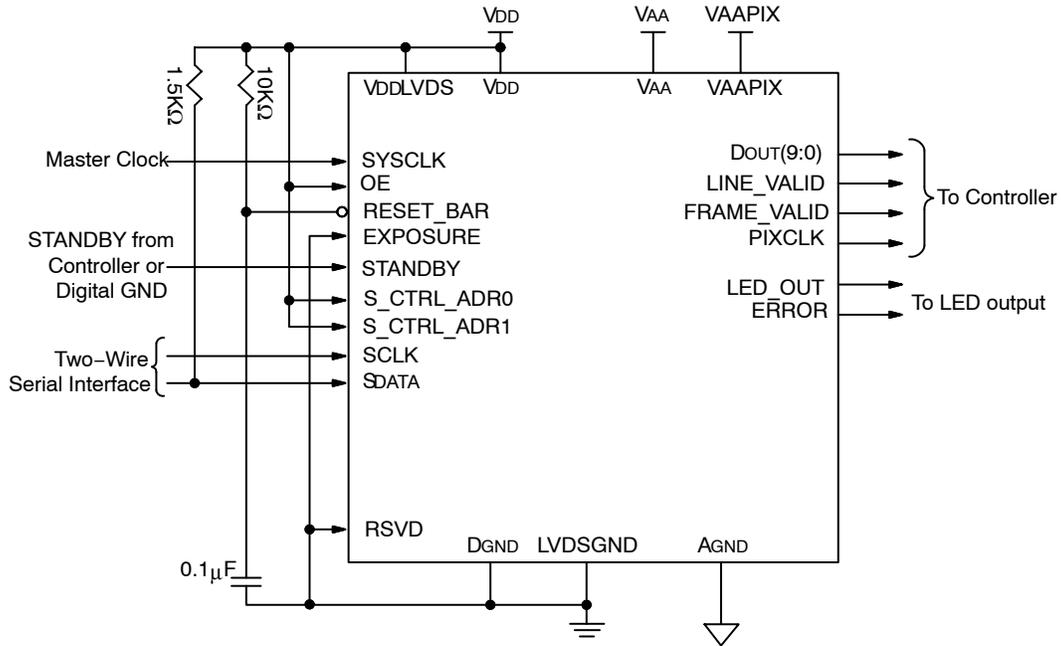 VDD
VAA
VAAPIX
1.5KΩ
10KΩ
VDDLVDS
VDD
VAA
VAAPIX
Master Clock
SYSCLK
OE
RESET_BAR
EXPOSURE
STANDBY from
Controller or
Digital GND
STANDBY
S_CTRL_ADR0
S_CTRL_ADR1
Two−Wire
Serial Interface
SCLK
SDATA
RSVD
DOUT(9:0)
LINE_VALID
FRAME_VALID
PIXCLK
To Controller
LED_OUT
ERROR
To LED output
0.1μF
DGND
LVDSGND
AGND